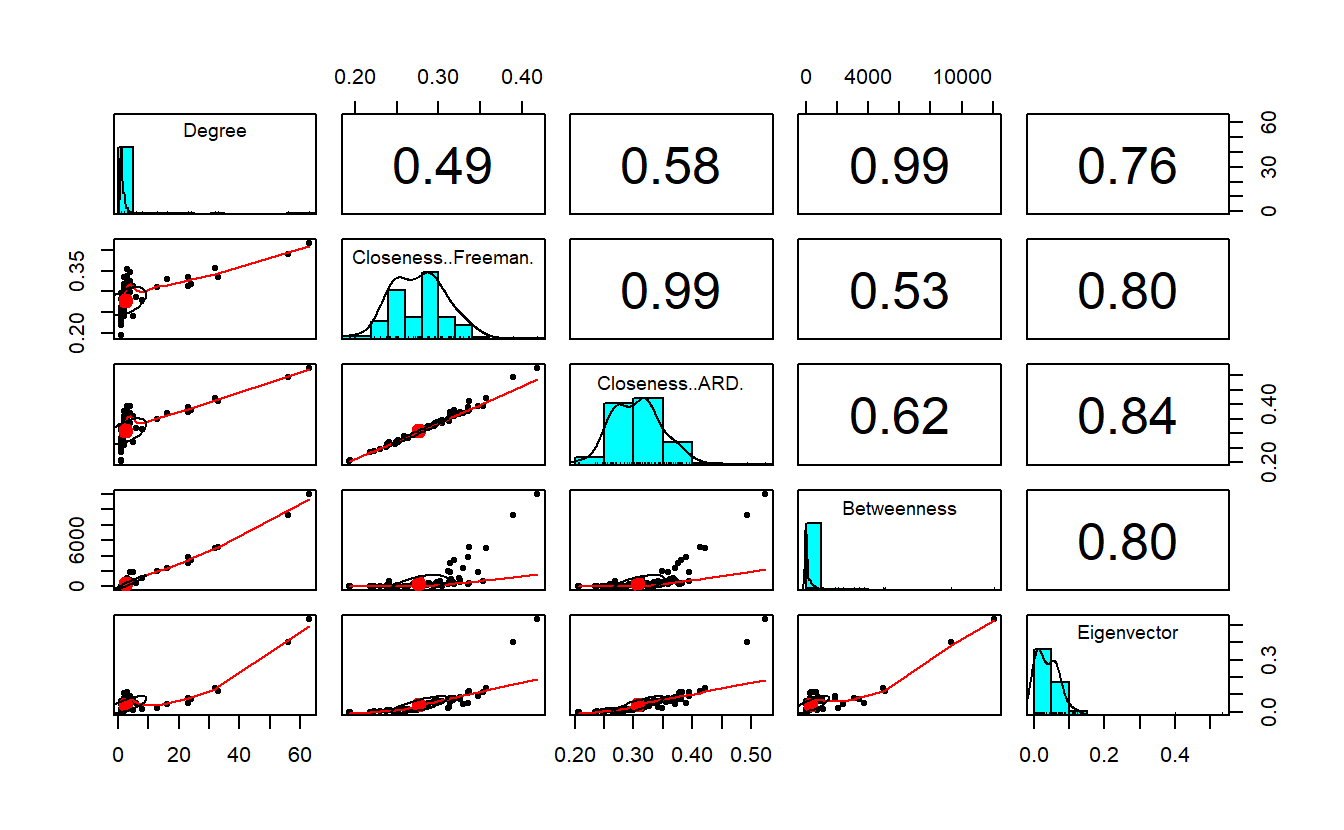 0.20 0.30 0.40 0 4000 10000
Degree 0.49 0.58 0.99 0.76 0 30 60
0.20 0.35 Closeness..Freeman. 0.99 0.53 0.80
Closeness..ARD. 0.62 0.84 0.20 0.40
0 6000 Betweenness 0.80
Eigenvector 0.0 0.3
0 20 40 60 0.20 0.30 0.40 0.50 0.0 0.2 0.4